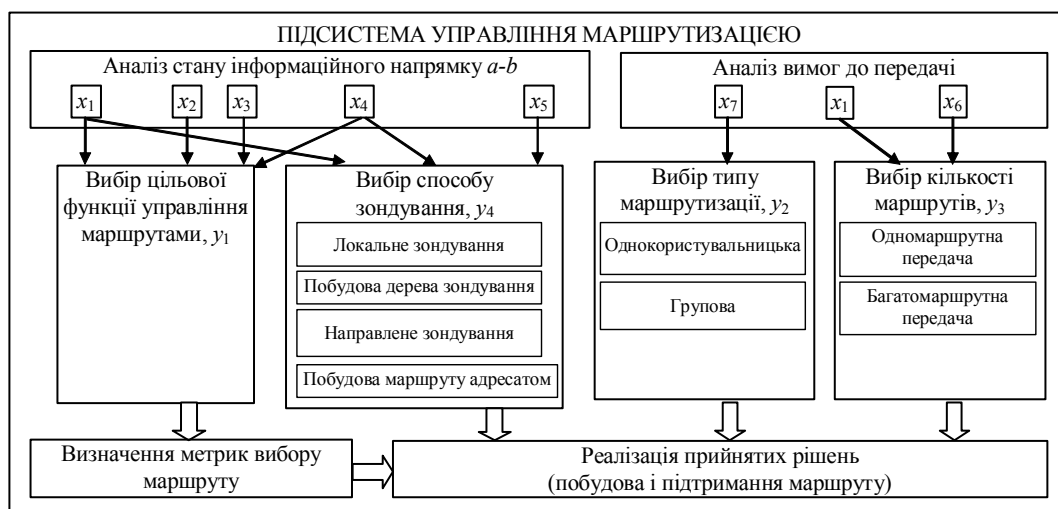 ПІДСИСТЕМА УПРАВЛІННЯ МАРШРУТИЗАЦІЄЮ
Аналіз стану інформаційного напрямку a-b
x1 x2 x3 x4 x5
Аналіз вимог до передачі
x7 x1 x6
Вибір цільової
функції управління
маршрутами, y1
Вибір способу
зондування, y4
Локальне зондування
Побудова дерева зондування
Направлене зондування
Побудова маршруту адресатом
Вибір типу
маршрутизації, y2
Однокористувальницька
Групова
Вибір кількості
маршрутів, y3
Одномаршрутна
передача
Багатомаршрутна
передача
Визначення метрик вибору
маршруту
Реалізація прийнятих рішень
(побудова і підтримання маршруту)